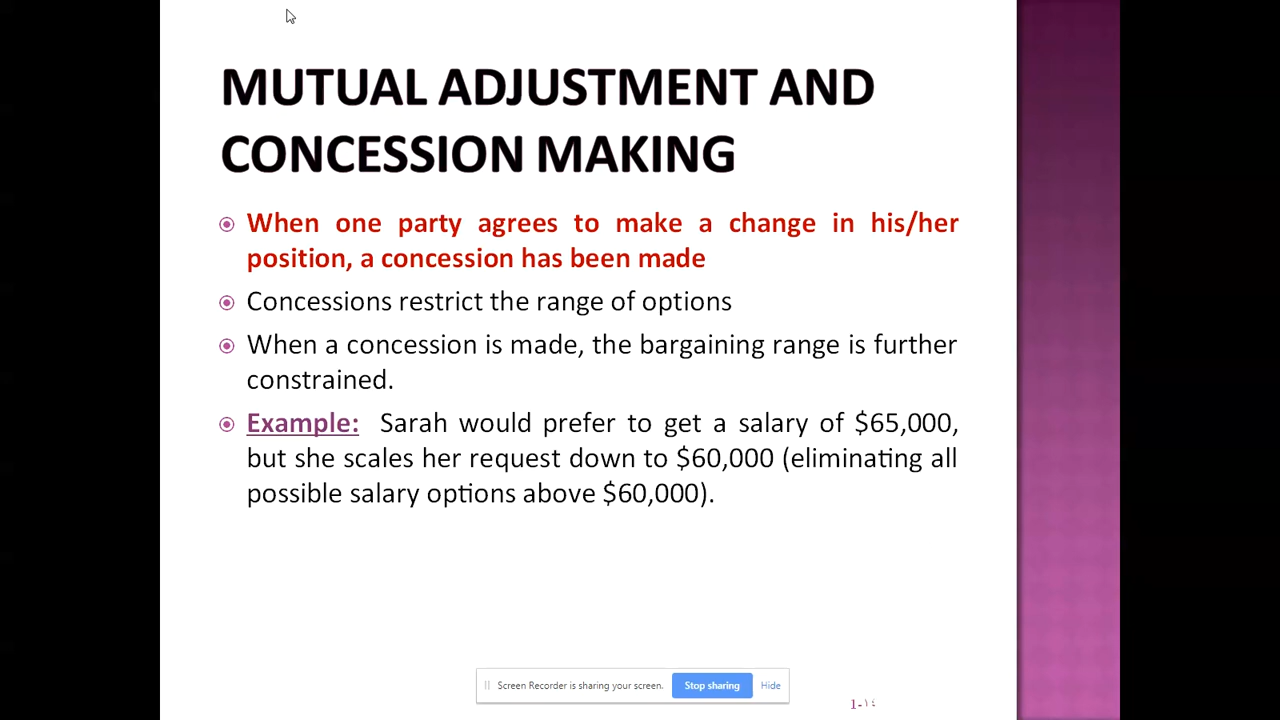 MUTUAL ADJUSTMENT AND
CONCESSION MAKING
When one party agrees to make a change in his/her
position, a concession has been made
Concessions restrict the range of options
When a concession is made, the bargaining range is further
constrained.
Example: Sarah would prefer to get a salary of $65,000,
but she scales her request down to $60,000 (eliminating all
possible salary options above $60,000).
Screen Recorder is sharing your screen. Stop sharing Hide
1-١٤